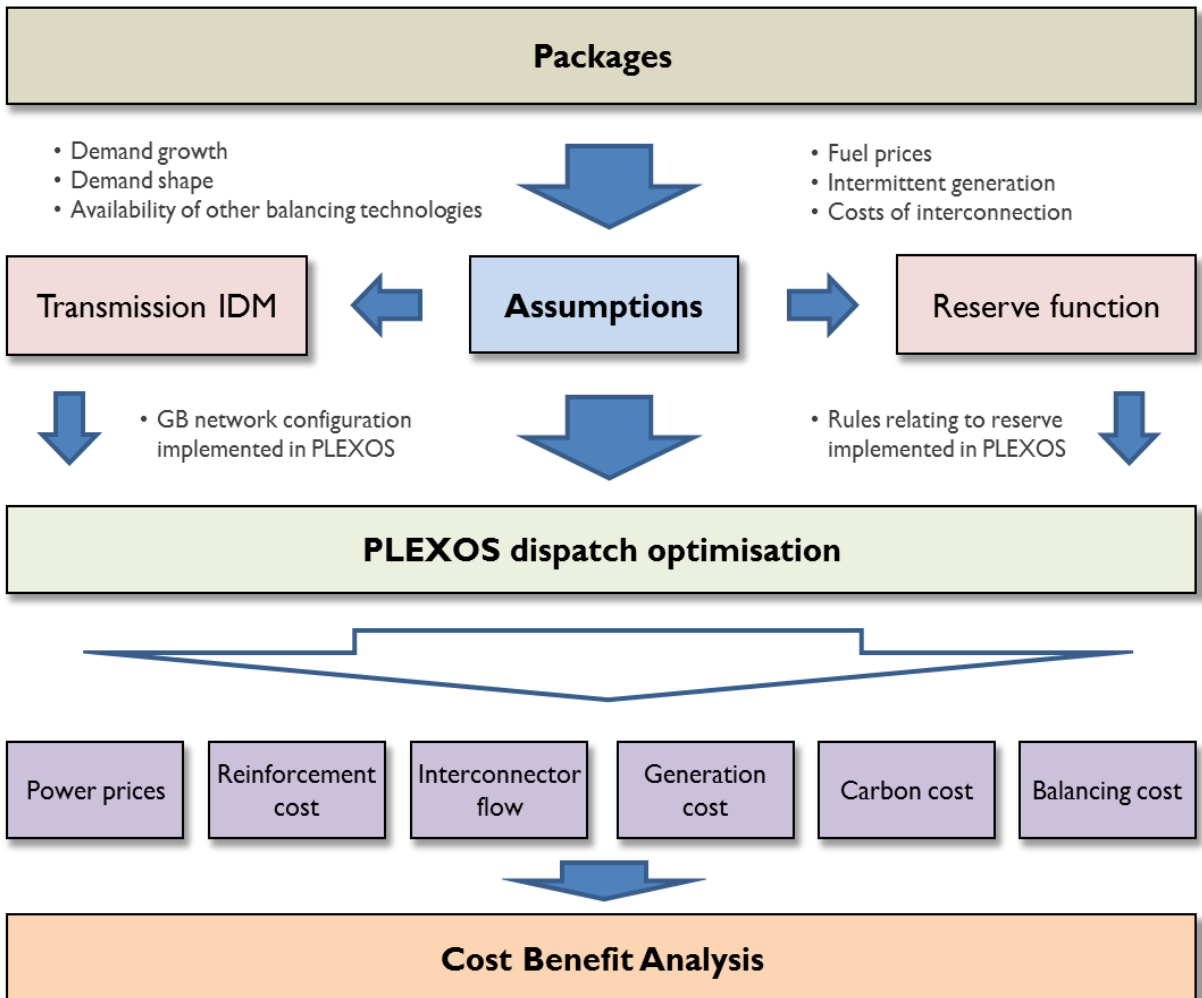 Packages
• Demand growth
• Demand shape
• Availability of other balancing technologies
• Fuel prices
• Intermittent generation
• Costs of interconnection
Transmission IDM
Assumptions
Reserve function
• GB network configuration
implemented in PLEXOS
• Rules relating to reserve
implemented in PLEXOS
PLEXOS dispatch optimisation
Power prices
Reinforcement
cost
Interconnector
flow
Generation
cost
Carbon cost
Balancing cost
Cost Benefit Analysis